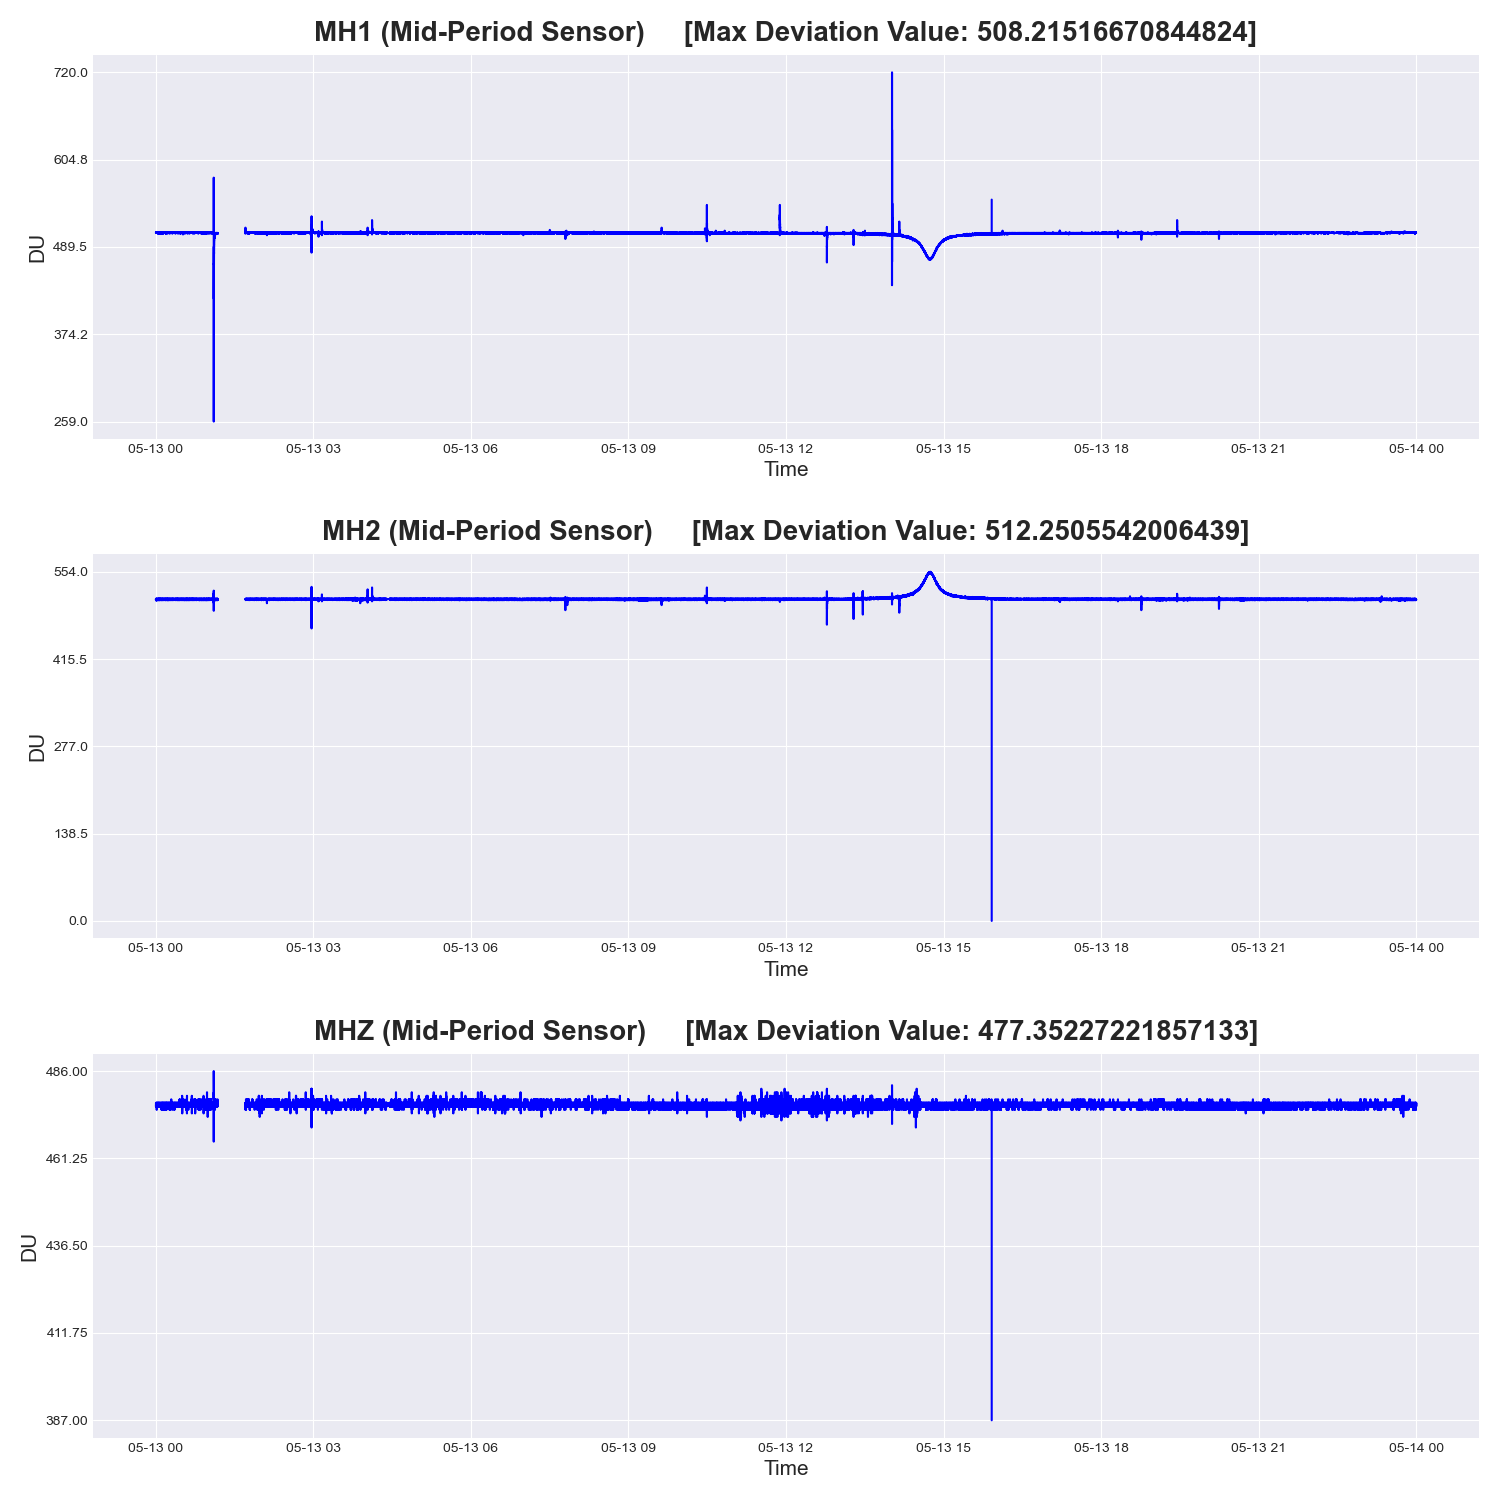 MH1 (Mid-Period Sensor) [Max Deviation Value: 508.21516670844824]
720.0
604.8
489.5
374.2
259.0
DU
05-13 00 05-13 03 05-13 06 05-13 09 05-13 12 05-13 15 05-13 18 05-13 21 05-14 00
Time
MH2 (Mid-Period Sensor) [Max Deviation Value: 512.2505542006439]
554.0
415.5
277.0
138.5
0.0
DU
05-13 00 05-13 03 05-13 06 05-13 09 05-13 12 05-13 15 05-13 18 05-13 21 05-14 00
Time
MHZ (Mid-Period Sensor) [Max Deviation Value: 477.35227221857133]
486.00
461.25
436.50
411.75
387.00
DU
05-13 00 05-13 03 05-13 06 05-13 09 05-13 12 05-13 15 05-13 18 05-13 21 05-14 00
Time